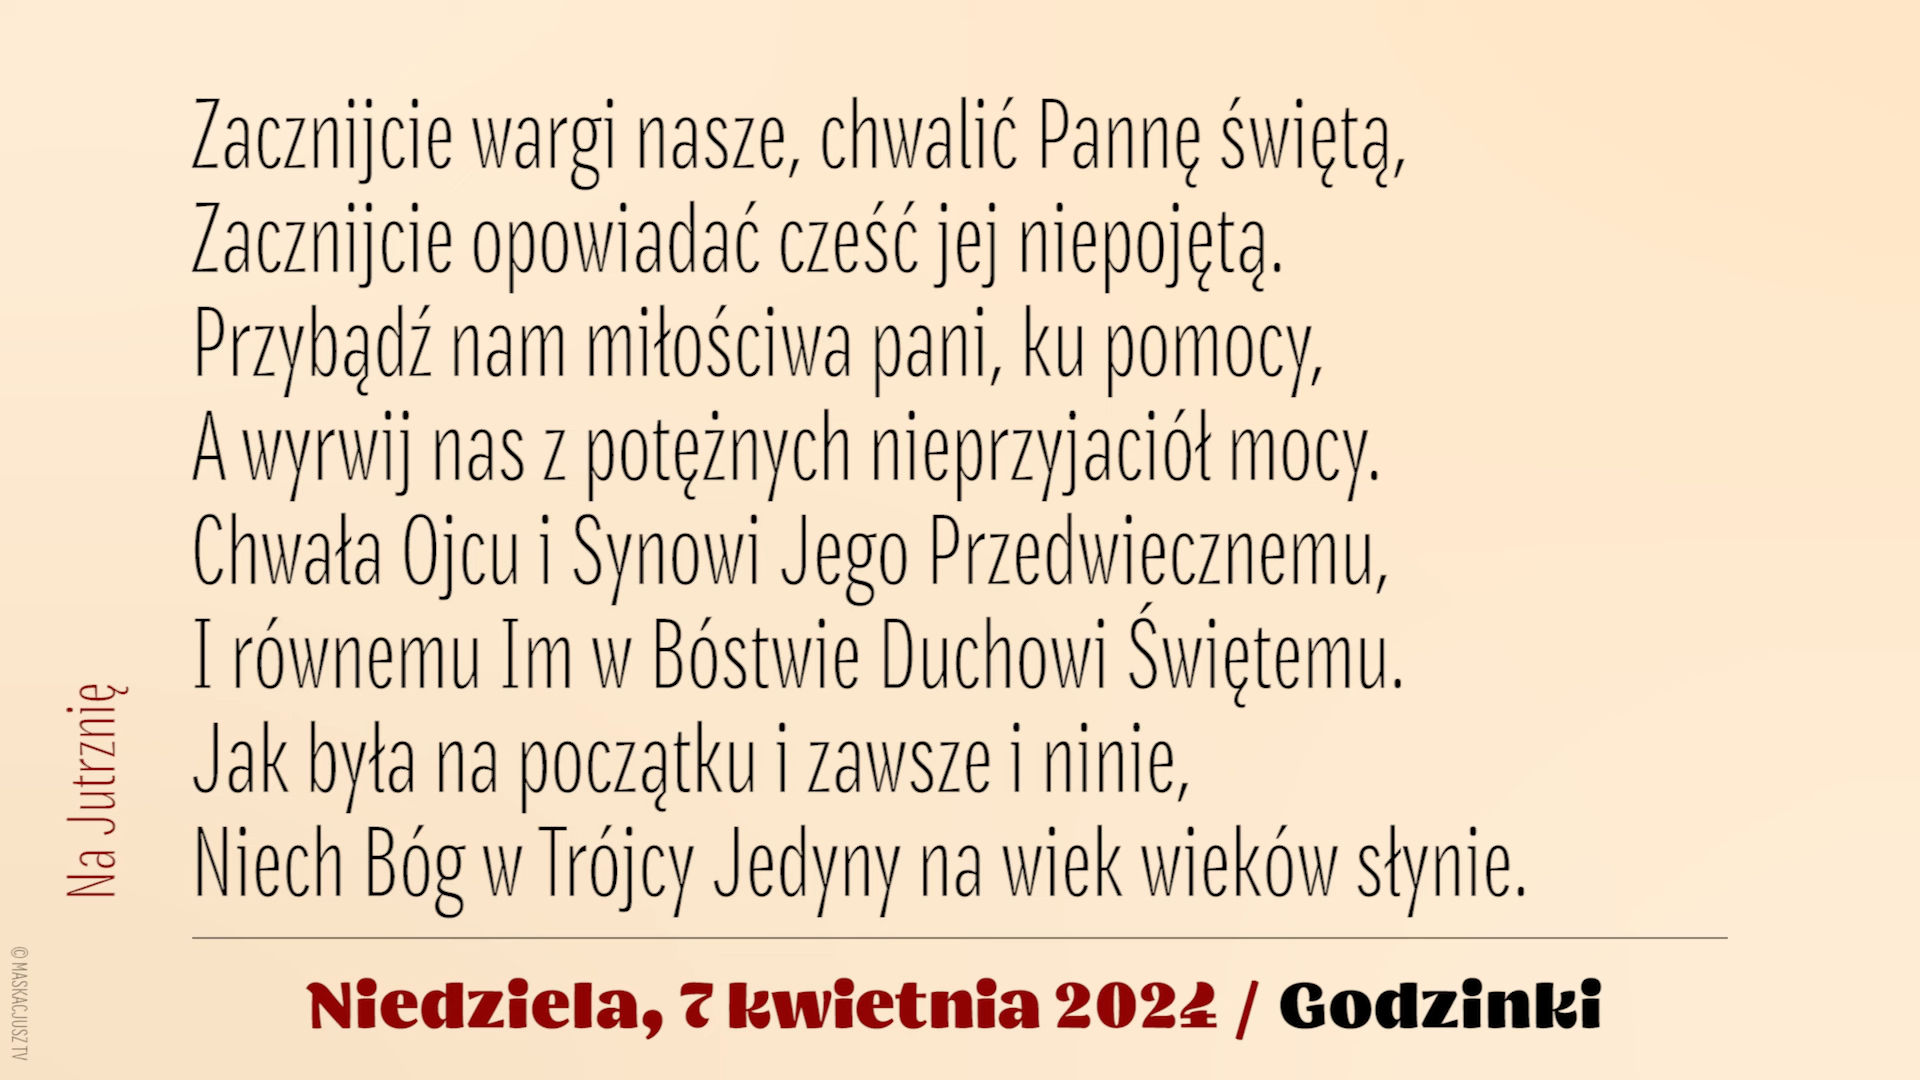 Zacznijcie wargi nasze, chwalić Pannę świętą,
Zacznijcie opowiadać cześć jej niepojętą.
Przybądź nam miłościwa pani, ku pomocy,
A wyrwij nas z potężnych nieprzyjaciół mocy.
Chwała Ojcu i Synowi Jego Przedwiecznemu,
I równemu Im w Bóstwie Duchowi Świętemu.
Jak była na początku i zawsze i ninie,
Niech Bóg w Trójcy Jedyny na wiek wieków słynie.
Na Jutrznię
Niedziela, 7 kwietnia 2024 / Godzinki
© MASKACJUSZ TV